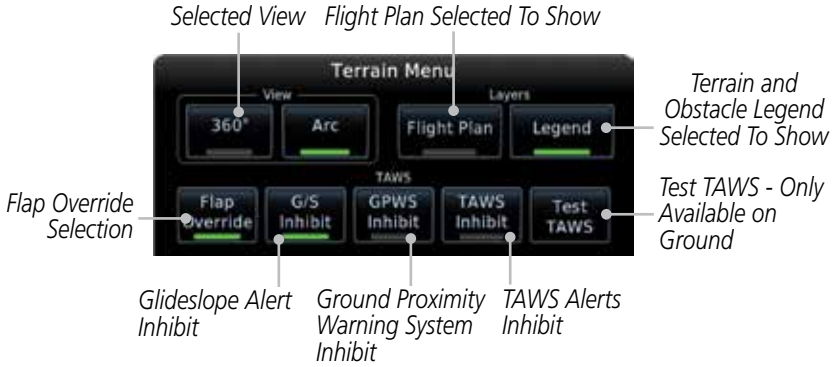 Selected View
Flight Plan Selected To Show
Terrain Menu
View
Layers
360°
Arc
Flight Plan
Legend
Terrain and
Obstacle Legend
Selected To Show
TAWS
Flap
Override
G/S
Inhibit
GPWS
Inhibit
TAWS
Inhibit
Test
TAWS
Flap Override
Selection
Test TAWS - Only
Available on
Ground
Glideslope Alert
Inhibit
Ground Proximity
Warning System
Inhibit
TAWS Alerts
Inhibit